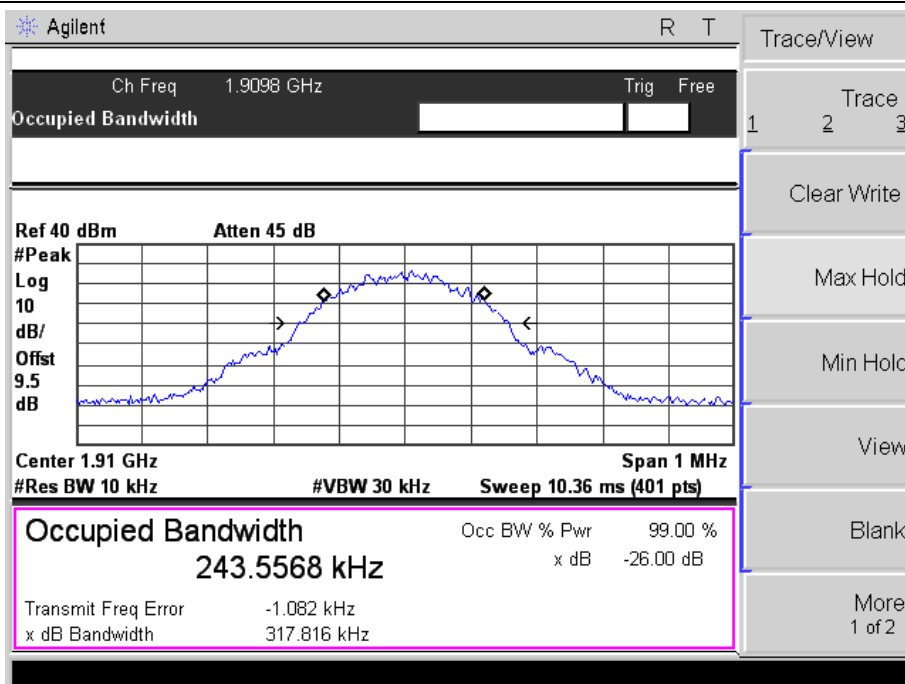 Agilent R T
Trace/View
Ch Freq 1.9098 GHz Trig Free
Occupied Bandwidth
Trace
1 2 3
Clear Write
Ref 40 dBm Atten 45 dB
#Peak
Log
10
dB/
Offst
9.5
dB
Max Hold
Min Hold
Center 1.91 GHz Span 1 MHz
#Res BW 10 kHz #VBW 30 kHz Sweep 10.36 ms (401 pts)
View
Occupied Bandwidth
243.5568 kHz
Occ BW % Pwr 99.00 %
x dB -26.00 dB
Transmit Freq Error -1.082 kHz
x dB Bandwidth 317.816 kHz
Blank
More
1 of 2